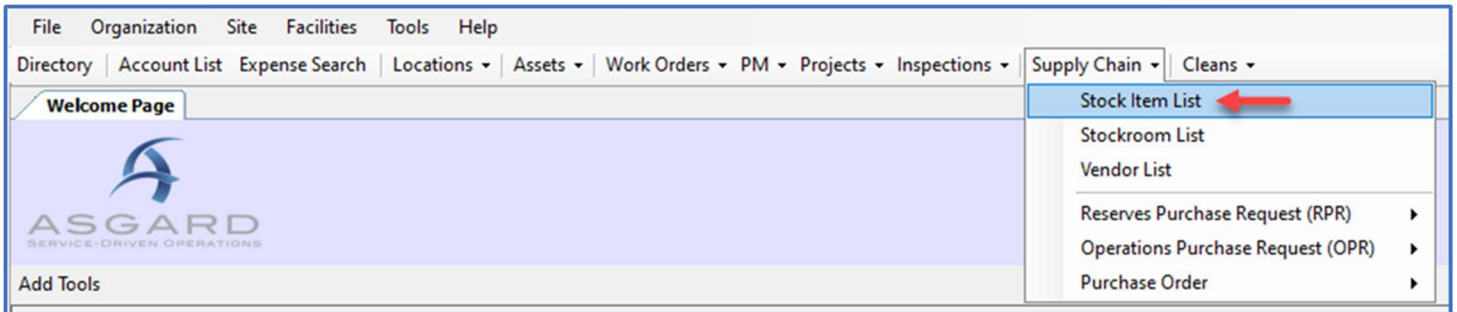 File Organization Site Facilities Tools Help
Directory Account List Expense Search Locations Assets Work Orders PM Projects Inspections Supply Chain Cleans
Welcome Page
Stock Item List
Stockroom List
Vendor List
Reserves Purchase Request (RPR)
Operations Purchase Request (OPR)
Purchase Order
ASGARD
SERVICE-DRIVEN OPERATIONS
Add Tools